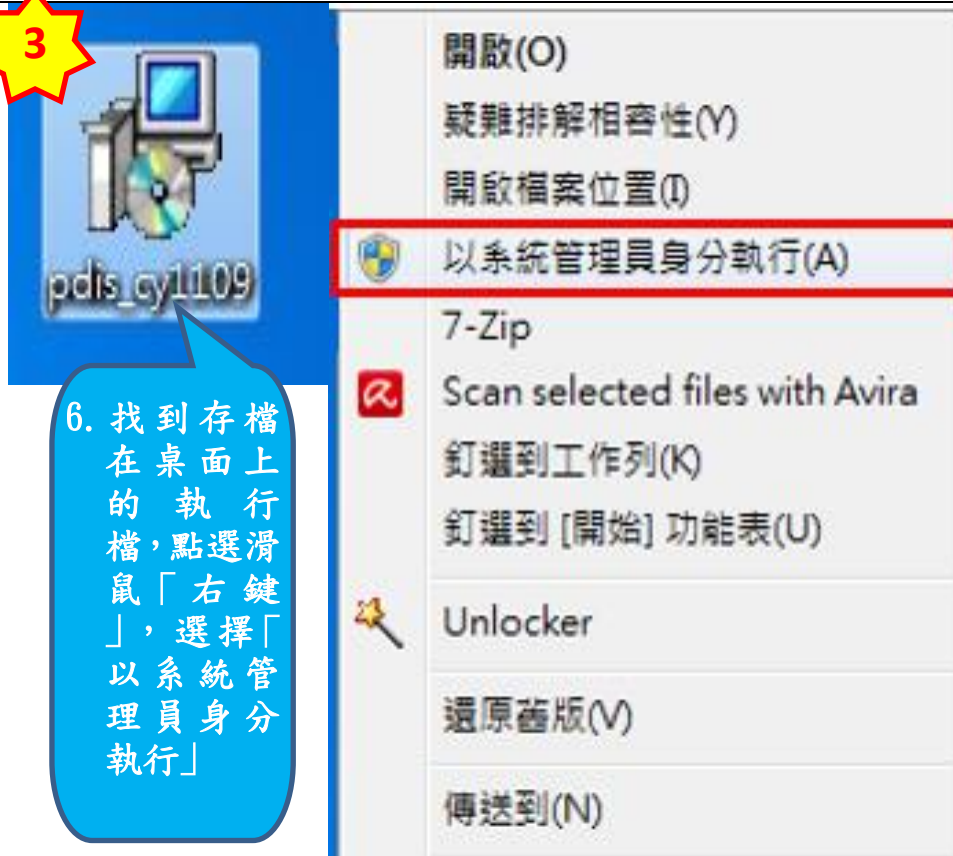 3
pdis_cy1109
6. 找到存檔
在桌面上
的執行
檔，點選滑
鼠「右鍵
」，選擇「
以系統管
理員身分
執行」
開啟(O)
疑難排解相容性(Y)
開啟檔案位置(I)
以系統管理員身分執行(A)
7-Zip
Scan selected files with Avira
釘選到工作列(K)
釘選到 [開始] 功能表(U)
Unlocker
還原舊版(V)
傳送到(N)